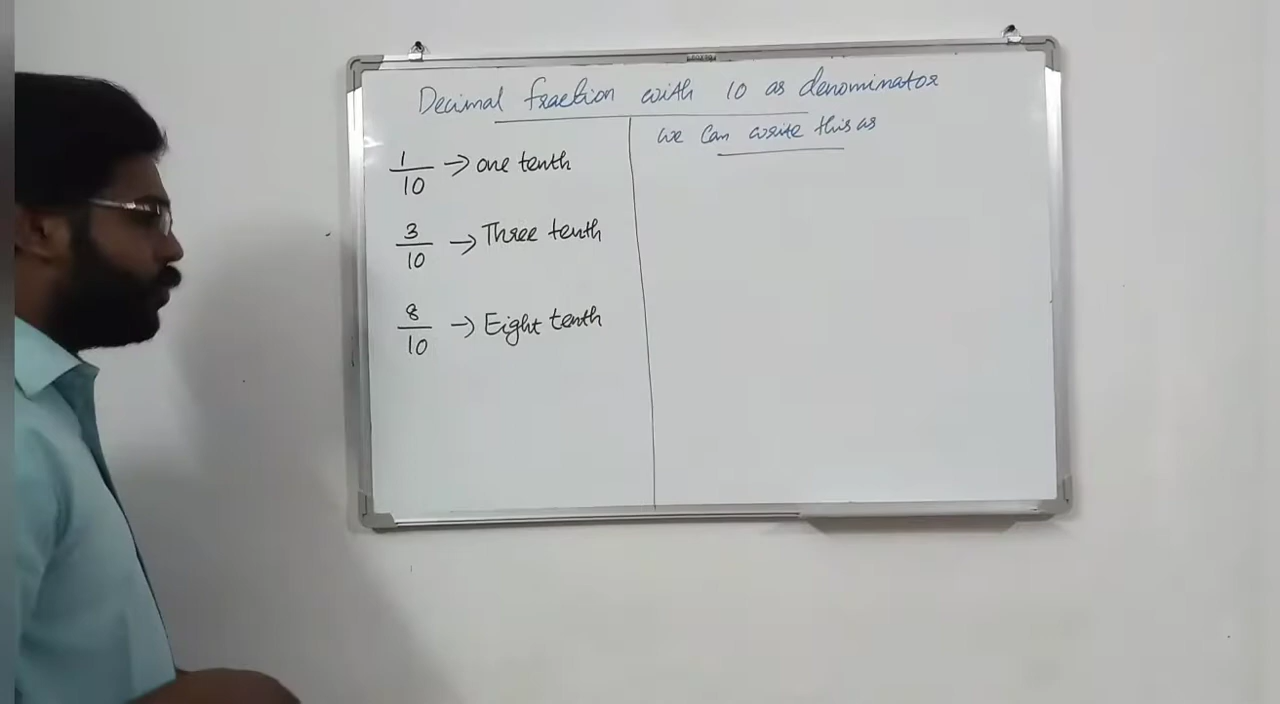 Decimal fraction with 10 as denominator
we can write this as
1/10 → one tenth
3/10 → Three tenth
8/10 → Eight tenth